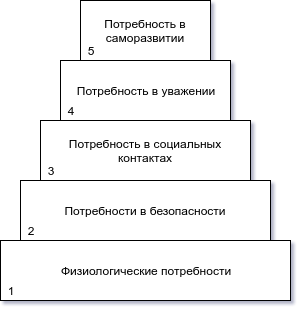 Потребность в
саморазвитии
5
Потребность в уважении
4
Потребность в социальных
контактах
3
Потребности в безопасности
2
Физиологические потребности
1